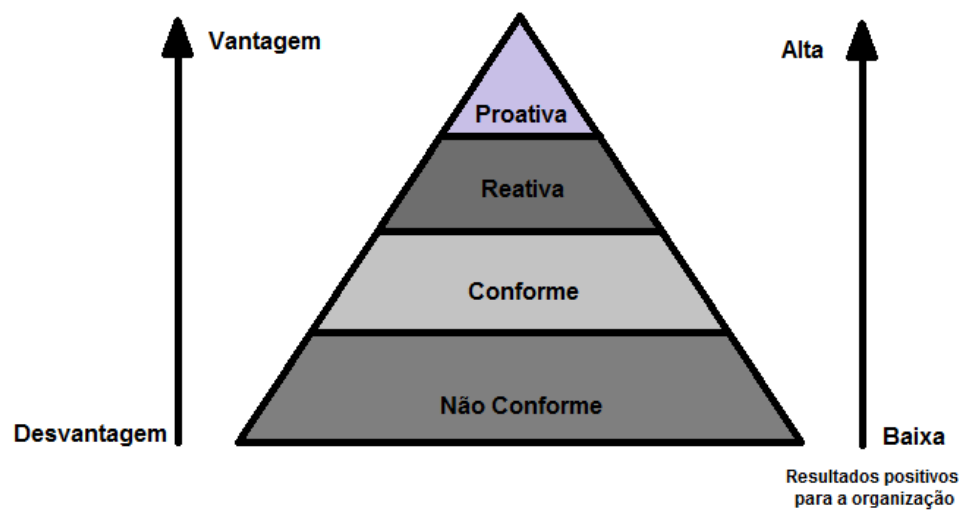 Vantagem
Alta
Proativa
Reativa
Conforme
Não Conforme
Desvantagem
Baixa
Resultados positivos
para a organização